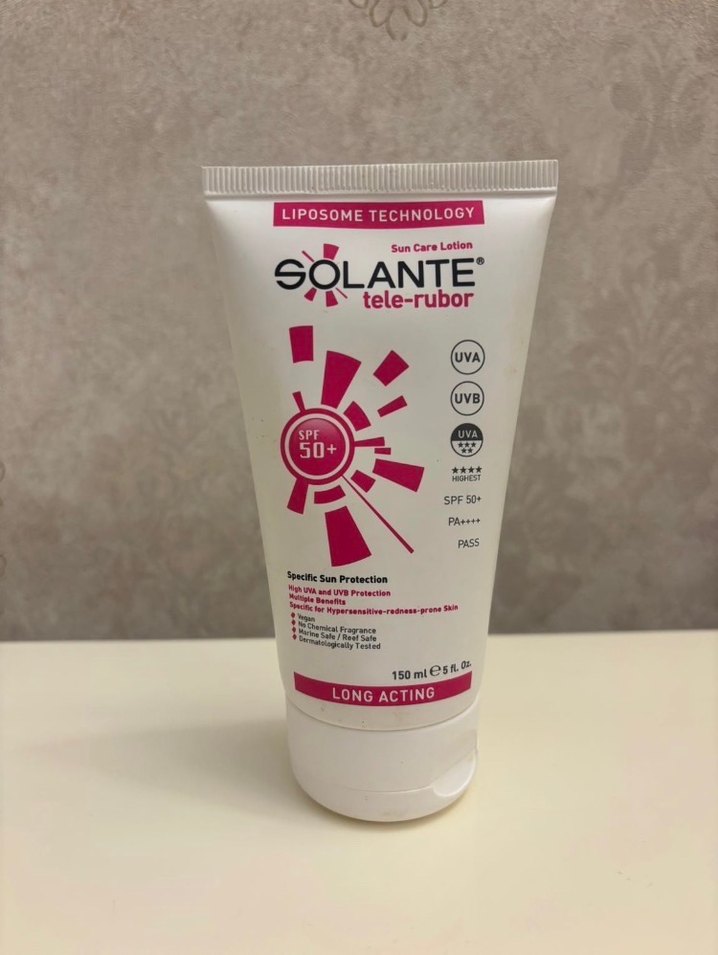 LIPOSOME TECHNOLOGY
Sun Care Lotion
SOLANTE®
tele-rubor
UVA
UVB
SPF
50+
UVA
★★★
★★
★★★★
HIGHEST
SPF 50+
PA++++
PASS
Specific Sun Protection
High UVA and UVB Protection
Multiple Benefits
Specific for Hypersensitive-redness-prone Skin
Vegan
No Chemical Fragrance
Marine Safe / Reef Safe
Dermatologically Tested
150 ml ℮ 5 fl. Oz.
LONG ACTING